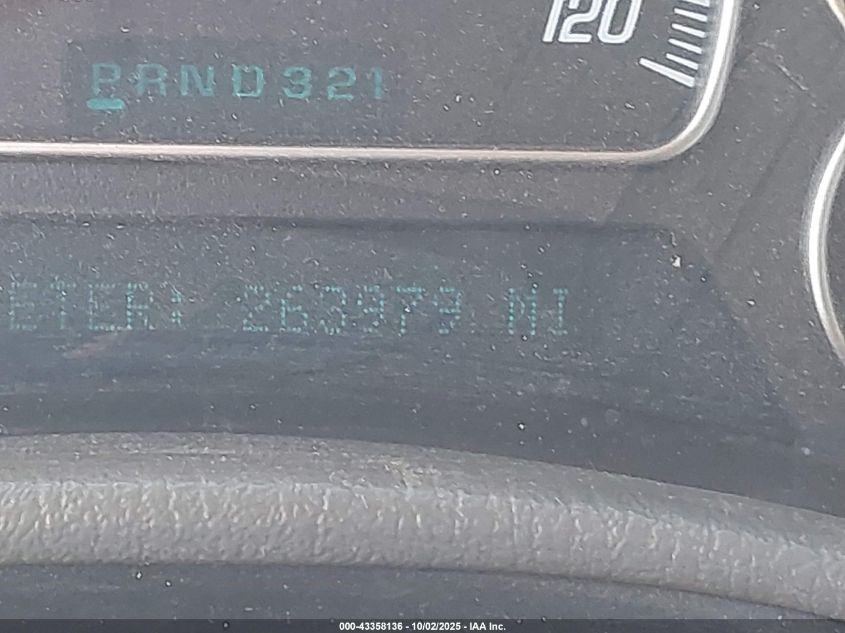 120
PRND321
ETER: 263979 MI
000-43358136 - 10/02/2025 - IAA Inc.